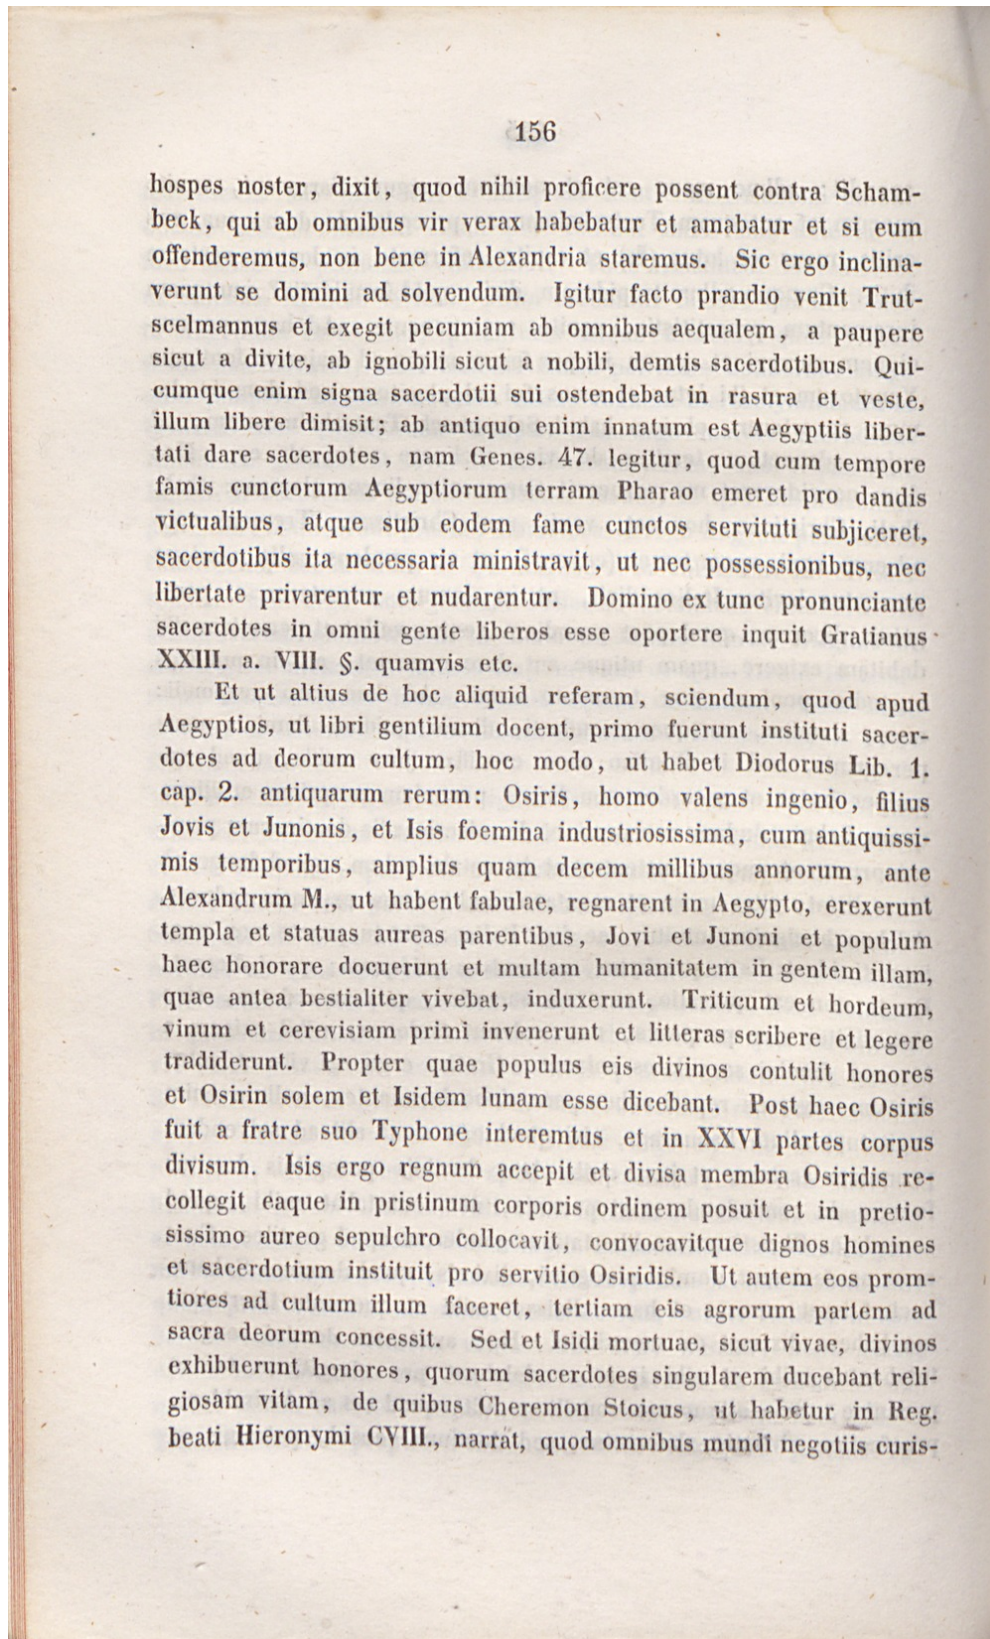 156
hospes noster, dixit, quod nihil proficere possent contra Scham-
beck, qui ab omnibus vir verax habebatur et amabatur et si eum
offenderemus, non bene in Alexandria staremus. Sic ergo inclina-
verunt se domini ad solvendum. Igitur facto prandio venit Trut-
scelmannus et exegit pecuniam ab omnibus aequalem, a paupere
sicut a divite, ab ignobili sicut a nobili, demtis sacerdotibus. Qui-
cumque enim signa sacerdotii sui ostendebat in rasura et veste,
illum libere dimisit; ab antiquo enim innatum est Aegyptiis liber-
tati dare sacerdotes, nam Genes. 47. legitur, quod cum tempore
famis cunctorum Aegyptiorum terram Pharao emeret pro dandis
victualibus, atque sub eodem fame cunctos servituti subjiceret,
sacerdotibus ita necessaria ministravit, ut nec possessionibus, nec
libertate privarentur et nudarentur. Domino ex tunc pronunciante
sacerdotes in omni gente liberos esse oportere inquit Gratianus
XXIII. a. VIII. §. quamvis etc.
Et ut altius de hoc aliquid referam, sciendum, quod apud
Aegyptios, ut libri gentilium docent, primo fuerunt instituti sacer-
dotes ad deorum cultum, hoc modo, ut habet Diodorus Lib. 1.
cap. 2. antiquarum rerum: Osiris, homo valens ingenio, filius
Jovis et Junonis, et Isis foemina industriosissima, cum antiquissi-
mis temporibus, amplius quam decem millibus annorum, ante
Alexandrum M., ut habent fabulae, regnarent in Aegypto, erexerunt
templa et statuas aureas parentibus, Jovi et Junoni et populum
haec honorare docuerunt et multam humanitatem in gentem illam,
quae antea bestialiter vivebat, induxerunt. Triticum et hordeum,
vinum et cerevisiam primi invenerunt et litteras scribere et legere
tradiderunt. Propter quae populus eis divinos contulit honores
et Osirin solem et Isidem lunam esse dicebant. Post haec Osiris
fuit a fratre suo Typhone interemtus et in XXVI partes corpus
divisum. Isis ergo regnum accepit et divisa membra Osiridis re-
collegit eaque in pristinum corporis ordinem posuit et in pretio-
sissimo aureo sepulchro collocavit, convocavitque dignos homines
et sacerdotium instituit pro servitio Osiridis. Ut autem eos prom-
tiores ad cultum illum faceret, tertiam eis agrorum partem ad
sacra deorum concessit. Sed et Isidi mortuae, sicut vivae, divinos
exhibuerunt honores, quorum sacerdotes singularem ducebant reli-
giosam vitam, de quibus Cheremon Stoicus, ut habetur in Reg.
beati Hieronymi CVIII., narrat, quod omnibus mundi negotiis curis-